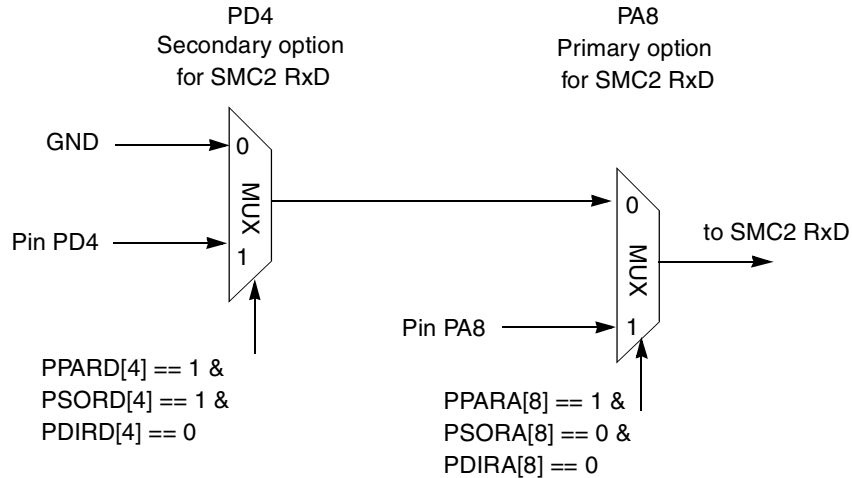 PD4
Secondary option
for SMC2 RxD
PA8
Primary option
for SMC2 RxD
GND
0
MUX
Pin PD4
1
0
MUX
to SMC2 RxD
Pin PA8
1
PPARD[4] == 1 &
PSORD[4] == 1 &
PDIRD[4] == 0
PPARA[8] == 1 &
PSORA[8] == 0 &
PDIRA[8] == 0